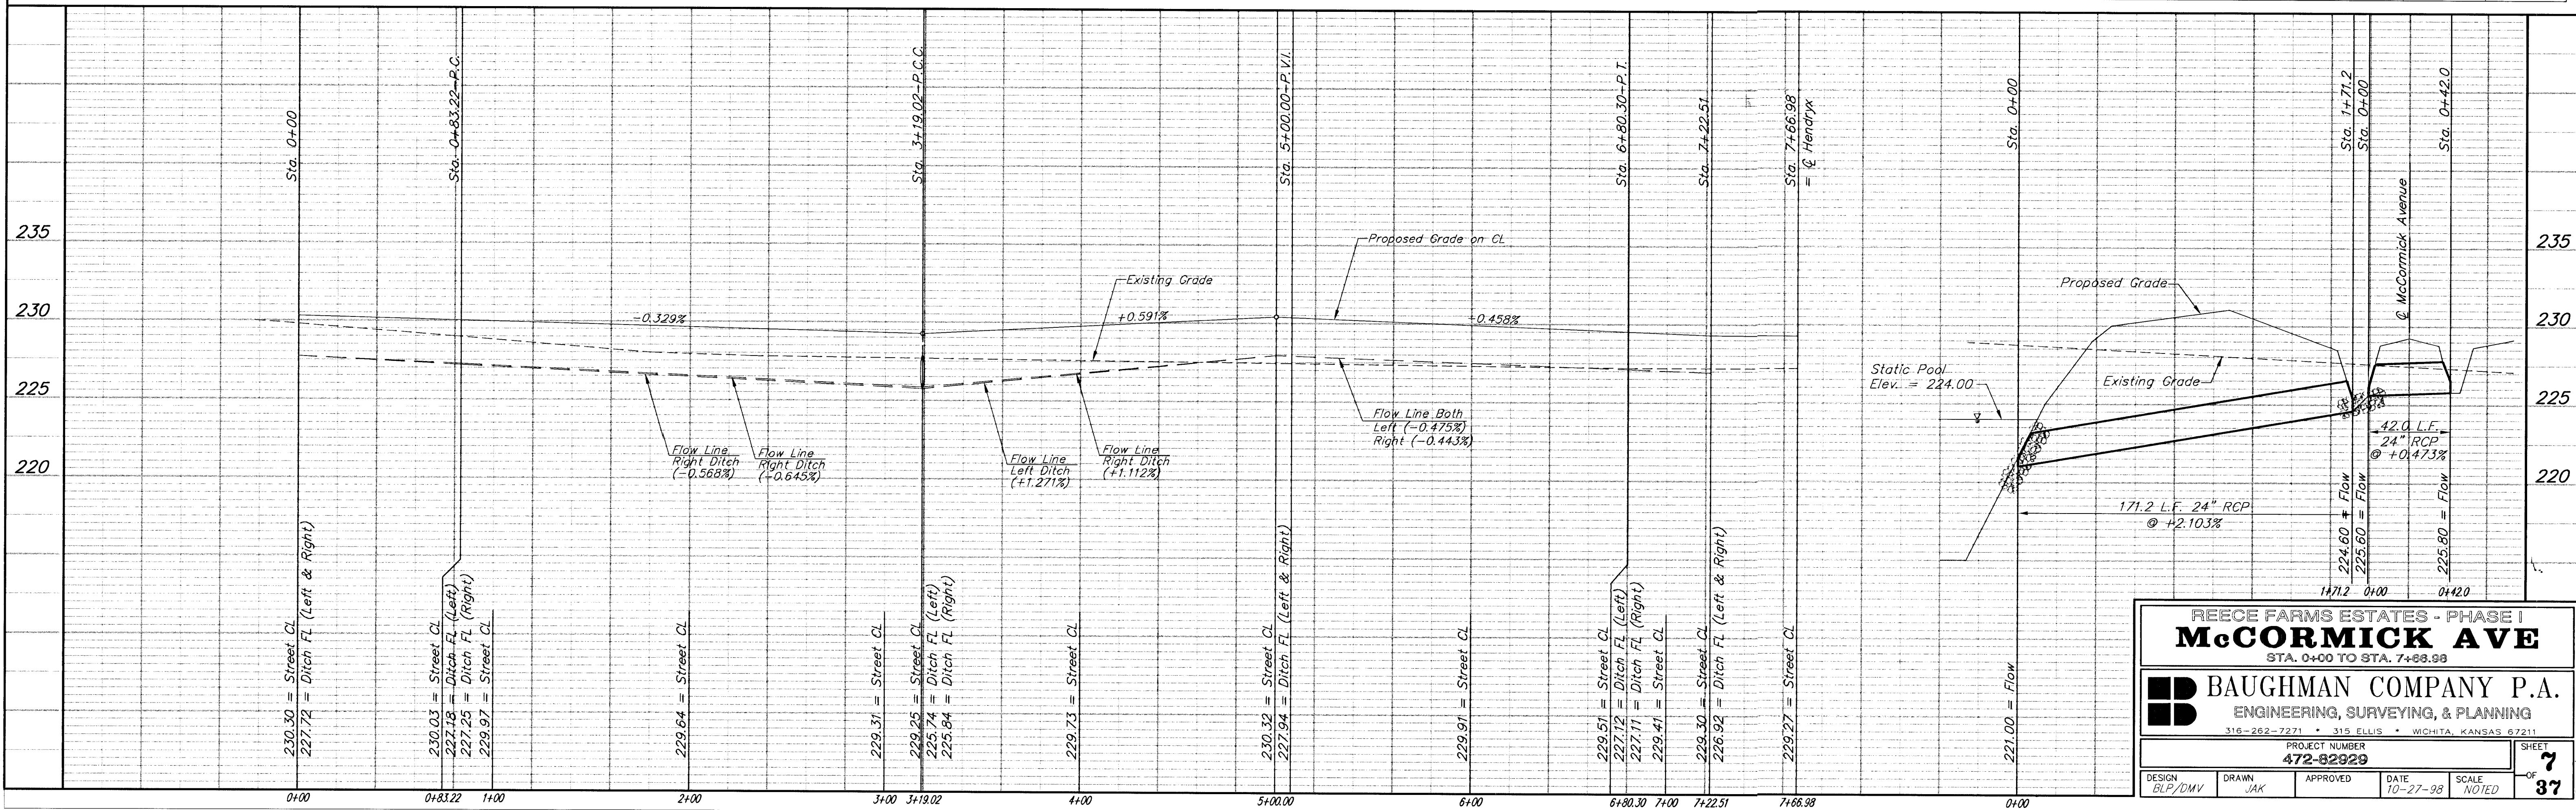 Sta. 0+00
Sta. 0+83.22-P.C.
Sta. 3+19.02-P.C.C.
Sta. 5+00.00-P.V.I.
Sta. 6+80.30-P.T.
Sta. 7+22.51
Sta. 7+66.98
= ℄ Hendryx
Sta. 0+00
Sta. 1+71.2
Sta. 0+00
Sta. 0+42.0
℄ McCormick Avenue
235
230
225
220
235
230
225
220
Proposed Grade on CL
Existing Grade
-0.329%
+0.591%
-0.458%
Flow Line
Right Ditch
(-0.568%)
Flow Line
Right Ditch
(-0.645%)
Flow Line
Left Ditch
(+1.271%)
Flow Line
Right Ditch
(+1.112%)
Flow Line Both
Left (-0.475%)
Right (-0.443%)
Proposed Grade
Existing Grade
Static Pool
Elev. = 224.00
42.0 L.F.
24" RCP
@ +0.473%
171.2 L.F. 24" RCP
@ +2.103%
230.30 = Street CL
227.72 = Ditch FL (Left & Right)
230.03 = Street CL
227.18 = Ditch FL (Left)
227.25 = Ditch FL (Right)
229.97 = Street CL
229.64 = Street CL
229.31 = Street CL
229.25 = Street CL
225.74 = Ditch FL (Left)
225.84 = Ditch FL (Right)
229.73 = Street CL
230.32 = Street CL
227.94 = Ditch FL (Left & Right)
229.91 = Street CL
229.51 = Street CL
227.12 = Ditch FL (Left)
227.11 = Ditch FL (Right)
229.41 = Street CL
229.30 = Street CL
226.92 = Ditch FL (Left & Right)
229.27 = Street CL
221.00 = Flow
224.60 = Flow
225.60 = Flow
225.80 = Flow
1+71.2 0+00 0+42.0
0+00 0+83.22 1+00 2+00 3+00 3+19.02 4+00 5+00.00 6+00 6+80.30 7+00 7+22.51 7+66.98 0+00
REECE FARMS ESTATES - PHASE I
McCORMICK AVE
STA. 0+00 TO STA. 7+66.98
BAUGHMAN COMPANY P.A.
ENGINEERING, SURVEYING, & PLANNING
316-262-7271 • 315 ELLIS • WICHITA, KANSAS 67211
PROJECT NUMBER
472-82929
SHEET
7
OF
37
DESIGN
BLP/DMV
DRAWN
JAK
APPROVED
DATE
10-27-98
SCALE
NOTED